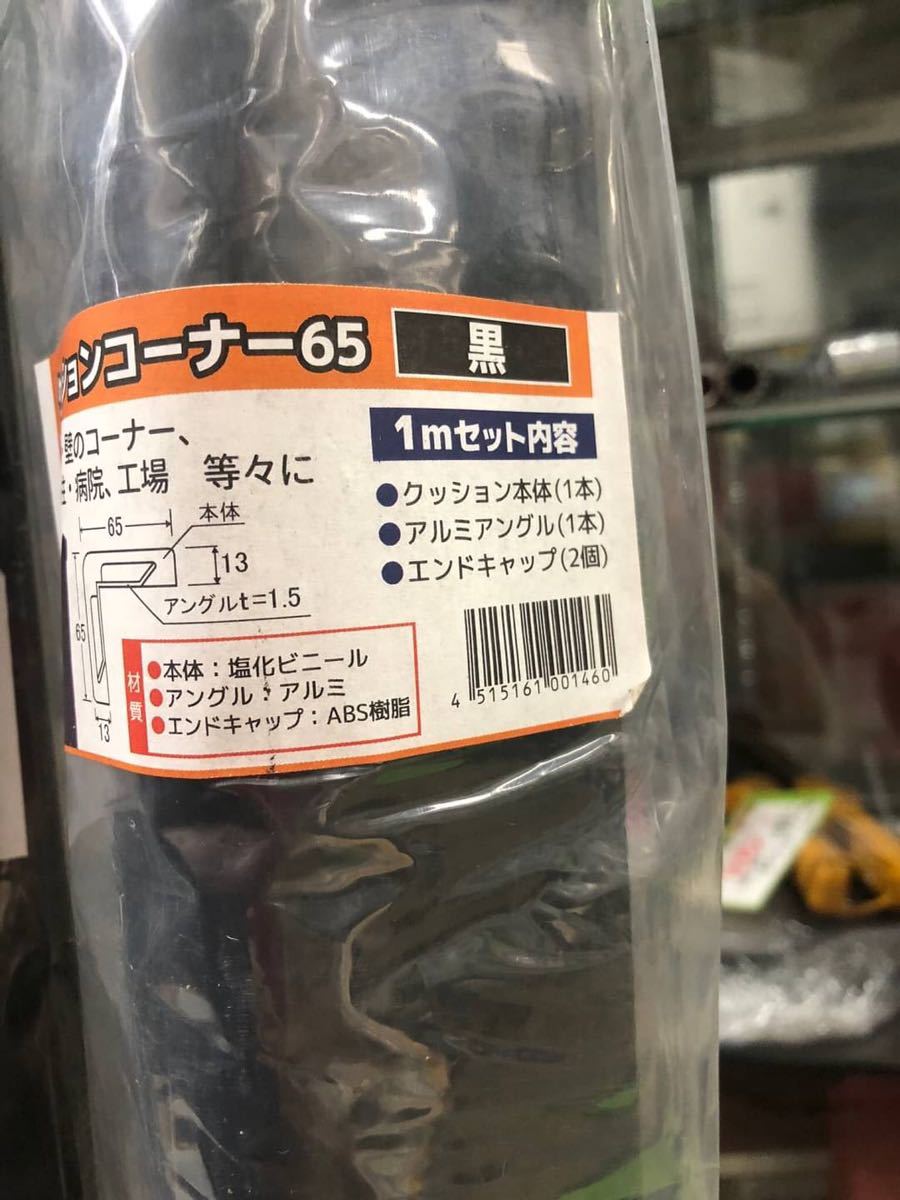 ションコーナー65
黒
壁のコーナー、
・病院、工場 等々に
1mセット内容
●クッション本体(1本)
●アルミアングル(1本)
●エンドキャップ(2個)
65
本体
13
アングルt=1.5
65
13
材質
●本体：塩化ビニール
●アングル：アルミ
●エンドキャップ：ABS樹脂
4 515161 001460